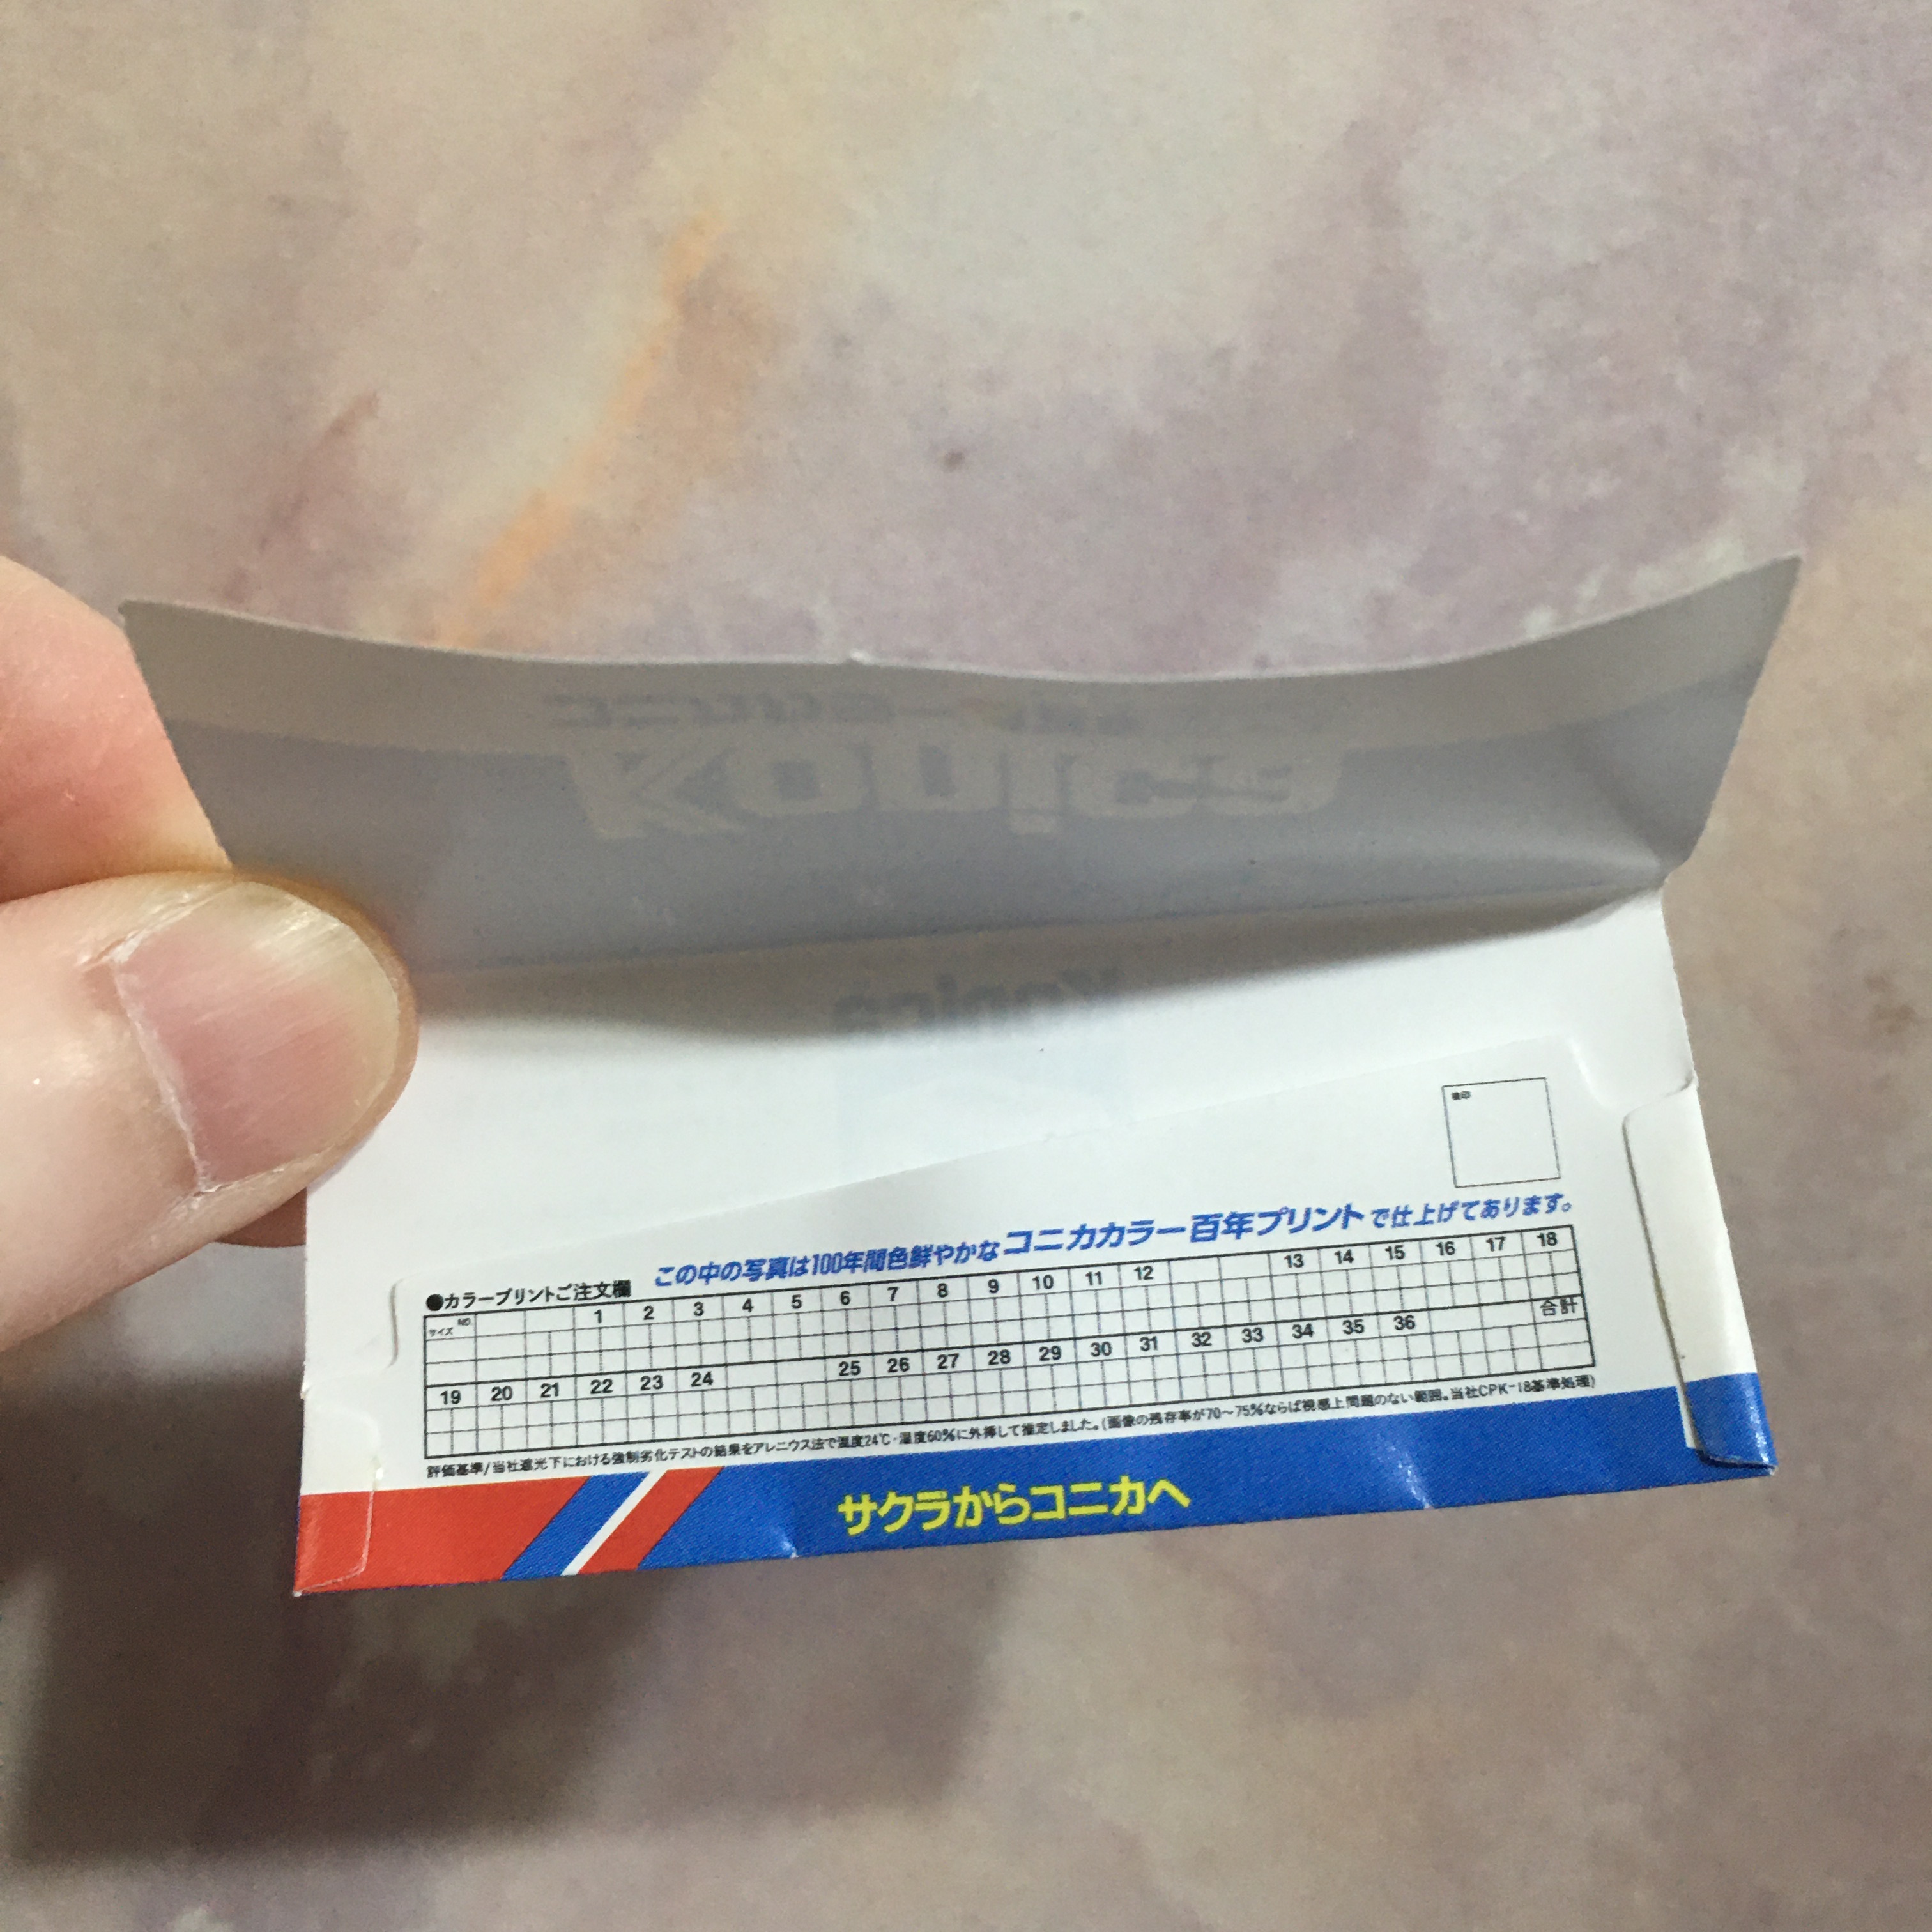 Konica
Konica
検印
この中の写真は100年間色鮮やかなコニカカラー百年プリントで仕上げてあります。
●カラープリントご注文欄
サイズ NO. 1 2 3 4 5 6 7 8 9 10 11 12 13 14 15 16 17 18
19 20 21 22 23 24 25 26 27 28 29 30 31 32 33 34 35 36 合計
評価基準/当社遮光下における強制劣化テストの結果をアレニウス法で温度24℃・湿度60%に外挿して推定しました。(画像の残存率が70〜75%ならば視感上問題のない範囲。当社CPK-18基準処理)
サクラからコニカへ